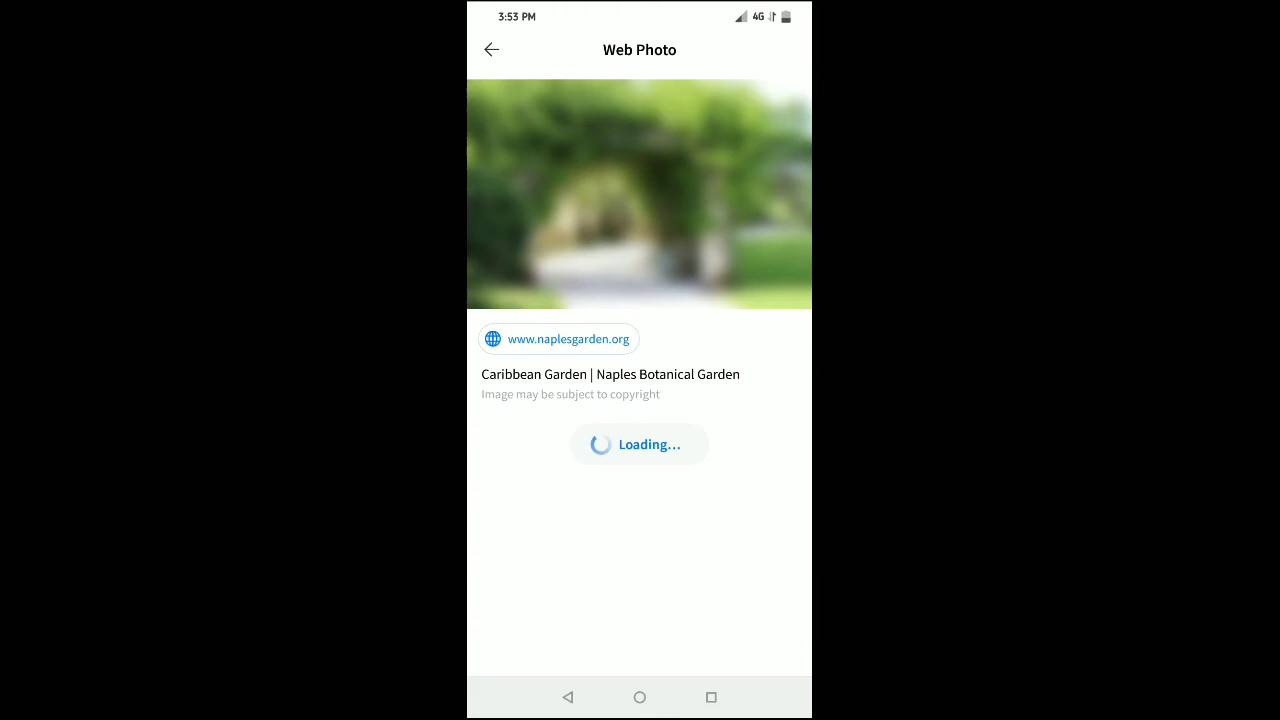 3:53 PM
4G
Web Photo
www.naplesgarden.org
Caribbean Garden | Naples Botanical Garden
Image may be subject to copyright
Loading...